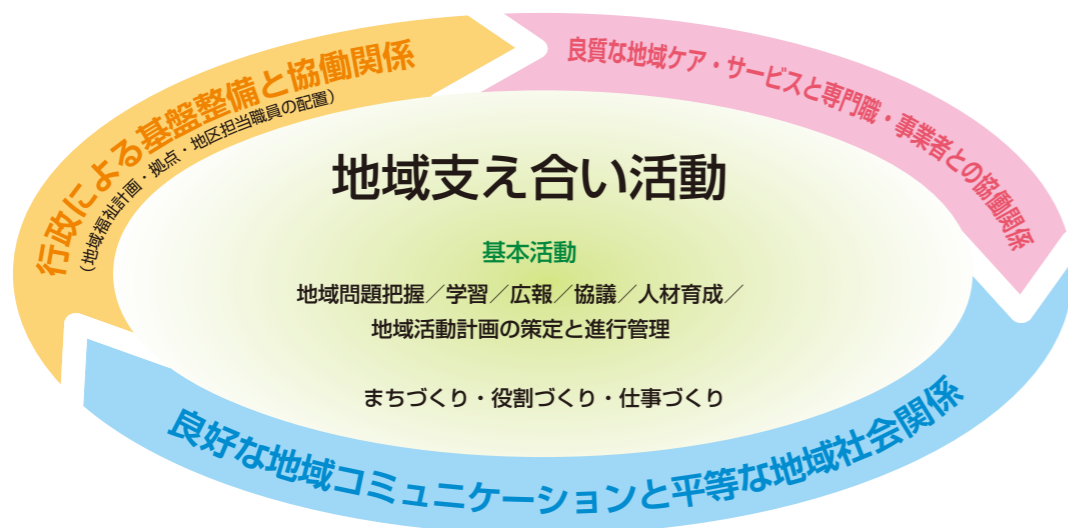 行政による基盤整備と協働関係
（地域福祉計画・拠点・地区担当職員の配置）
良質な地域ケア・サービスと専門職・事業者との協働関係
地域支え合い活動
基本活動
地域問題把握／学習／広報／協議／人材育成／
地域活動計画の策定と進行管理
まちづくり・役割づくり・仕事づくり
良好な地域コミュニケーションと平等な地域社会関係